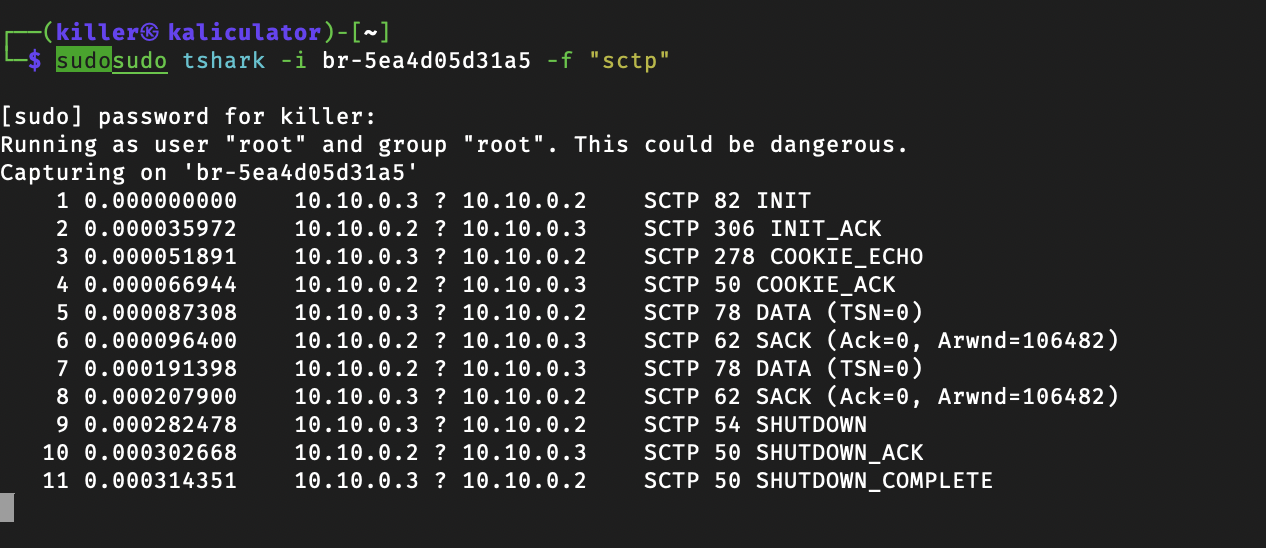 ┌──(killer㉿kaliculator)-[~]
└─$ sudosudo tshark -i br-5ea4d05d31a5 -f "sctp"
[sudo] password for killer:
Running as user "root" and group "root". This could be dangerous.
Capturing on 'br-5ea4d05d31a5'
    1 0.000000000    10.10.0.3 ? 10.10.0.2    SCTP 82 INIT
    2 0.000035972    10.10.0.2 ? 10.10.0.3    SCTP 306 INIT_ACK
    3 0.000051891    10.10.0.3 ? 10.10.0.2    SCTP 278 COOKIE_ECHO
    4 0.000066944    10.10.0.2 ? 10.10.0.3    SCTP 50 COOKIE_ACK
    5 0.000087308    10.10.0.3 ? 10.10.0.2    SCTP 78 DATA (TSN=0)
    6 0.000096400    10.10.0.2 ? 10.10.0.3    SCTP 62 SACK (Ack=0, Arwnd=106482)
    7 0.000191398    10.10.0.2 ? 10.10.0.3    SCTP 78 DATA (TSN=0)
    8 0.000207900    10.10.0.3 ? 10.10.0.2    SCTP 62 SACK (Ack=0, Arwnd=106482)
    9 0.000282478    10.10.0.3 ? 10.10.0.2    SCTP 54 SHUTDOWN
   10 0.000302668    10.10.0.2 ? 10.10.0.3    SCTP 50 SHUTDOWN_ACK
   11 0.000314351    10.10.0.3 ? 10.10.0.2    SCTP 50 SHUTDOWN_COMPLETE